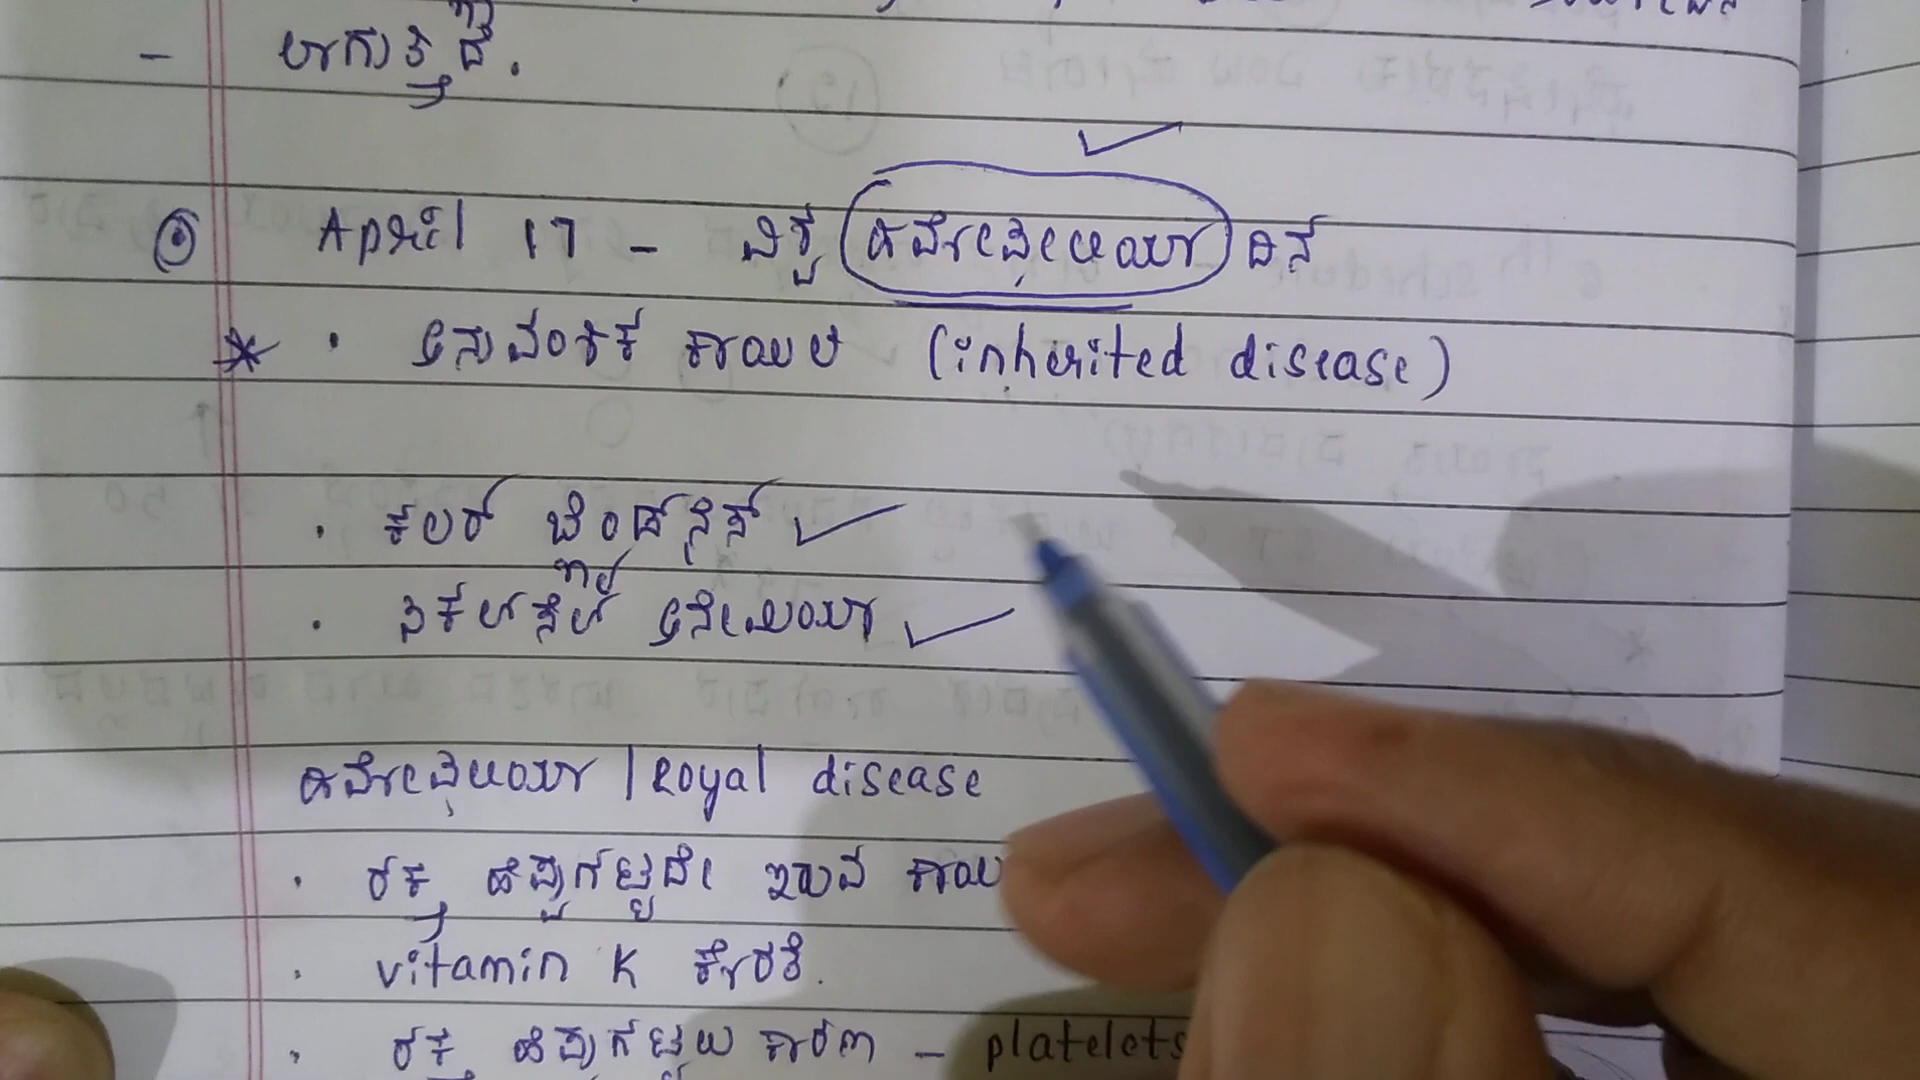 - ಆಗುತ್ತದೆ.
April 17 - ವಿಶ್ವ ಹಿಮೋಫಿಲಿಯಾ ದಿನ
* • ಅನುವಂಶಿಕ ಕಾಯಿಲೆ (inherited disease)
• ಕಲರ್ ಬ್ಲೈಂಡ್‌ನೆಸ್
• ಸಿಕಲ್ ಸೆಲ್ ಅನೀಮಿಯಾ
ಹಿಮೋಫಿಲಿಯಾ | Royal disease
• ರಕ್ತ ಹೆಪ್ಪುಗಟ್ಟದೇ ಇರುವ
• vitamin K ಕೊರತೆ.
• ರಕ್ತ ಹೆಪ್ಪುಗಟ್ಟಲು ಕಾರಣ - platelets